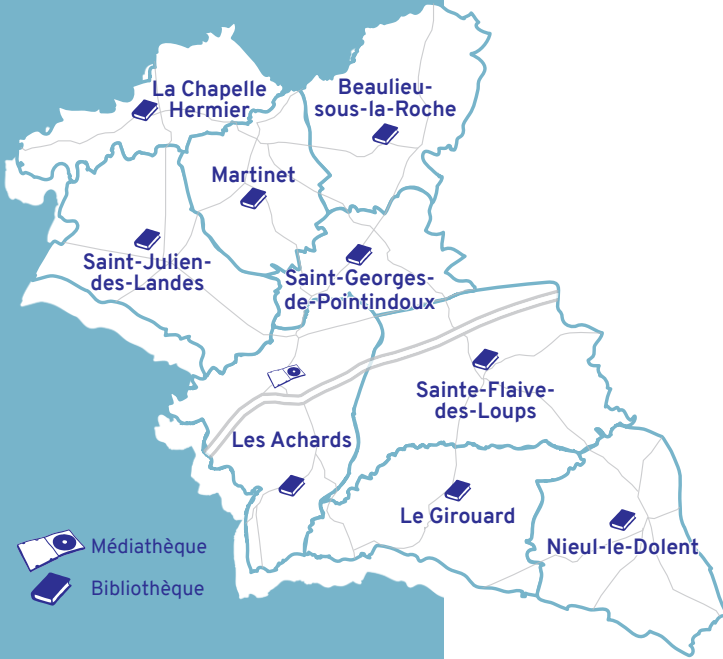 La Chapelle
Hermier
Beaulieu-
sous-la-Roche
Martinet
Saint-Julien-
des-Landes
Saint-Georges-
de-Pointindoux
Sainte-Flaive-
des-Loups
Les Achards
Le Girouard
Nieul-le-Dolent
Médiathèque
Bibliothèque